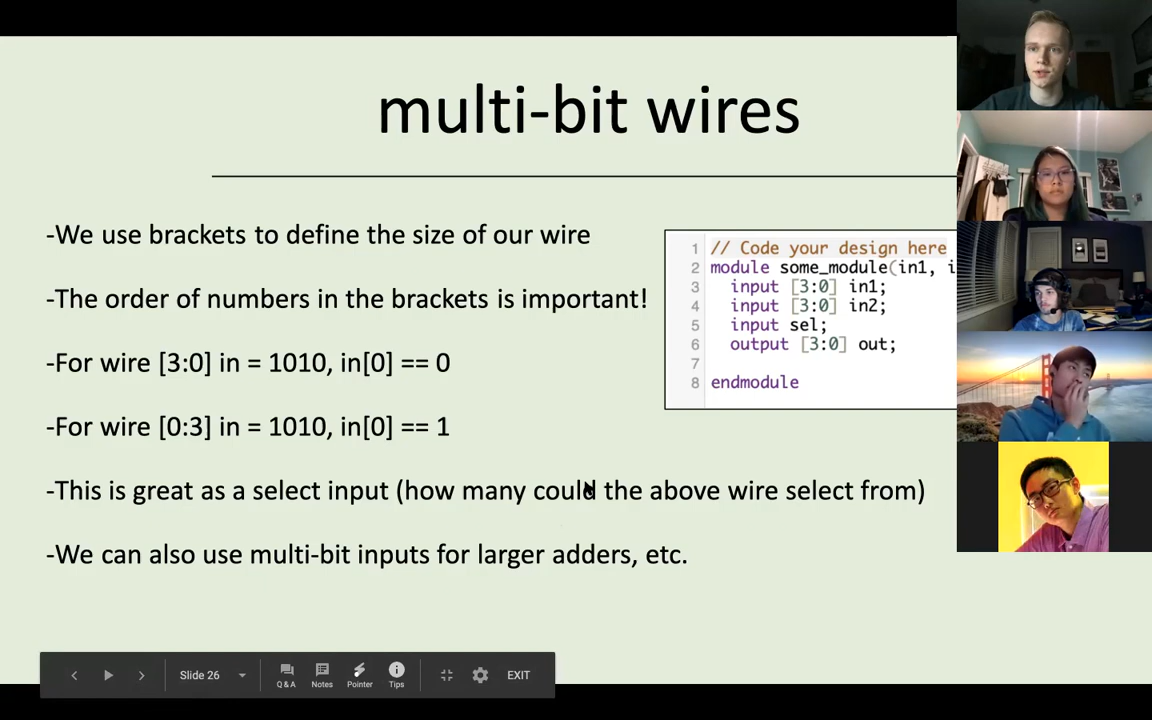 multi-bit wires
-We use brackets to define the size of our wire
-The order of numbers in the brackets is important!
-For wire [3:0] in = 1010, in[0] == 0
-For wire [0:3] in = 1010, in[0] == 1
-This is great as a select input (how many could the above wire select from)
-We can also use multi-bit inputs for larger adders, etc.
1 // Code your design here
2 module some_module(in1, i
3 input [3:0] in1;
4 input [3:0] in2;
5 input sel;
6 output [3:0] out;
7
8 endmodule
Slide 26
Q & A
Notes
Pointer
Tips
EXIT